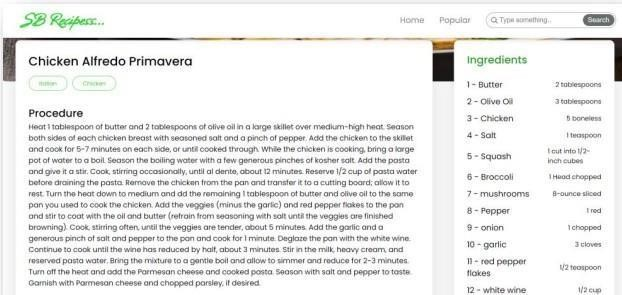 SB Recipess...
Home Popular Type something.. Search
Chicken Alfredo Primavera
Italian Chicken
Procedure
Heat 1 tablespoon of butter and 2 tablespoons of olive oil in a large skillet over medium-high heat. Season
both sides of each chicken breast with seasoned salt and a pinch of pepper. Add the chicken to the skillet
and cook for 5-7 minutes on each side, or until cooked through. While the chicken is cooking, bring a large
pot of water to a boil. Season the boiling water with a few generous pinches of kosher salt. Add the pasta
and give it a stir. Cook, stirring occasionally, until al dente, about 12 minutes. Reserve 1/2 cup of pasta water
before draining the pasta. Remove the chicken from the pan and transfer it to a cutting board; allow it to
rest. Turn the heat down to medium and dd the remaining 1 tablespoon of butter and olive oil to the same
pan you used to cook the chicken. Add the veggies (minus the garlic) and red pepper flakes to the pan
and stir to coat with the oil and butter (refrain from seasoning with salt until the veggies are finished
browning). Cook, stirring often, until the veggies are tender, about 5 minutes. Add the garlic and a
generous pinch of salt and pepper to the pan and cook for 1 minute. Deglaze the pan with the white wine.
Continue to cook until the wine has reduced by half, about 3 minutes. Stir in the milk, heavy cream, and
reserved pasta water. Bring the mixture to a gentle boil and allow to simmer and reduce for 2-3 minutes.
Turn off the heat and add the Parmesan cheese and cooked pasta. Season with salt and pepper to taste.
Garnish with Parmesan cheese and chopped parsley, if desired.
Ingredients
1 - Butter 2 tablespoons
2 - Olive Oil 3 tablespoons
3 - Chicken 5 boneless
4 - Salt 1 teaspoon
5 - Squash 1 cut into 1/2-
inch cubes
6 - Broccoli 1 Head chopped
7 - mushrooms 8-ounce sliced
8 - Pepper 1 red
9 - onion 1 chopped
10 - garlic 3 cloves
11 - red pepper
flakes 1/2 teaspoon
12 - white wine 1/2 cup